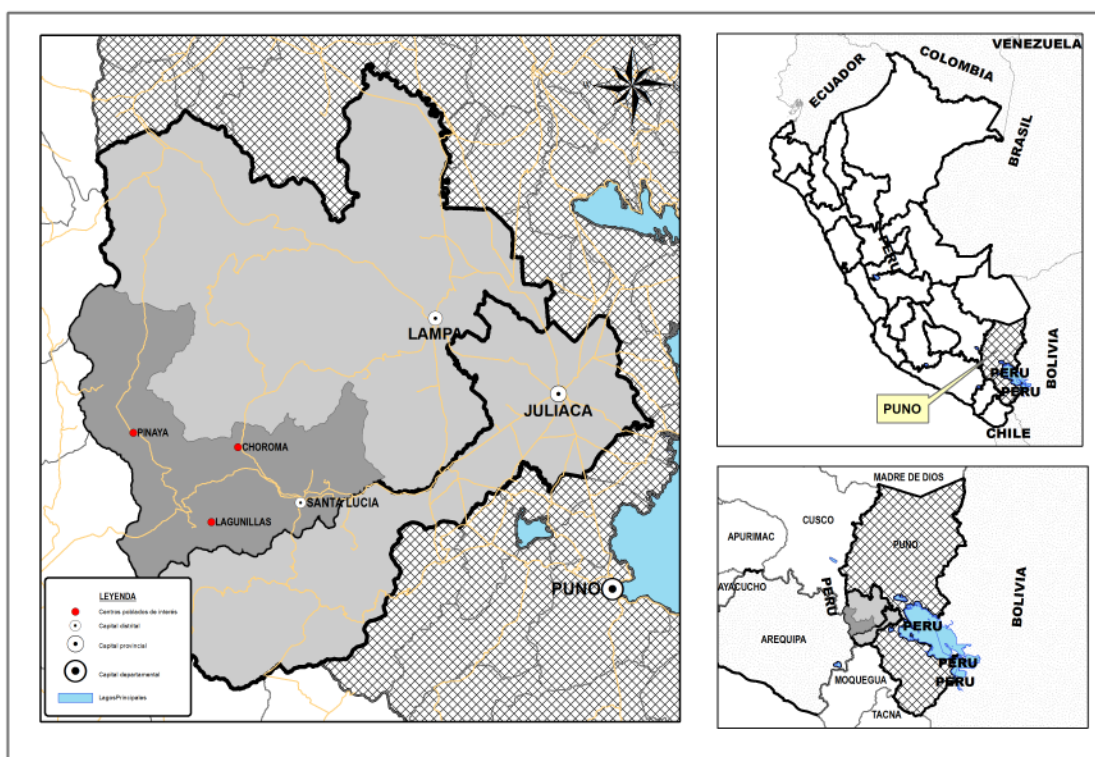 LAMPA
JULIACA
PINAYA
CHOROMA
SANTA LUCIA
LAGUNILLAS
PUNO
LEYENDA
Centros poblados de interés
Capital distrital
Capital provincial
Capital departamental
LagosPrincipales
VENEZUELA
COLOMBIA
ECUADOR
BRASIL
PERU
BOLIVIA
PERU
PERU
PUNO
CHILE
MADRE DE DIOS
CUSCO
APURIMAC
PUNO
AYACUCHO
PERU
BOLIVIA
PERU
AREQUIPA
PERU
MOQUEGUA
PERU
TACNA